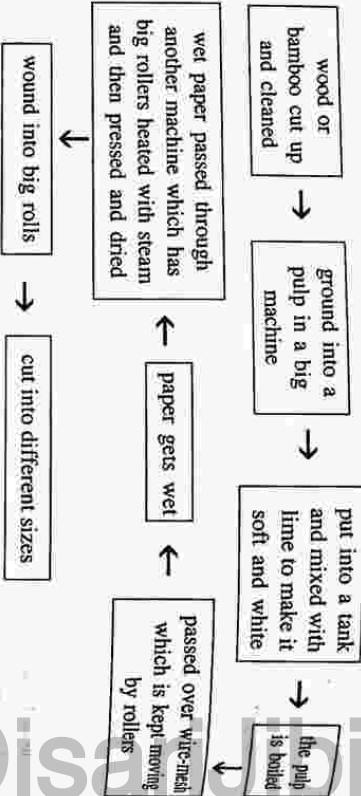 wood or
bamboo cut up
and cleaned
ground into a
pulp in a big
machine
put into a tank
and mixed with
lime to make it
soft and white
the pulp
is boiled
passed over wire-mesh
which is kept moving
by rollers
paper gets wet
wet paper passed through
another machine which has
big rollers heated with steam
and then pressed and dried
wound into big rolls
cut into different sizes